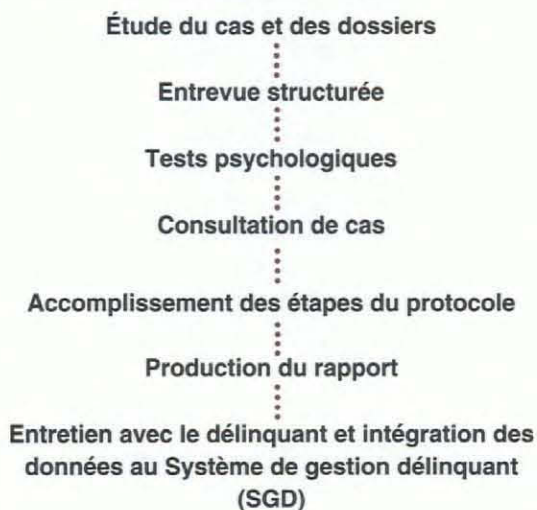 Étude du cas et des dossiers
Entrevue structurée
Tests psychologiques
Consultation de cas
Accomplissement des étapes du protocole
Production du rapport
Entretien avec le délinquant et intégration des
données au Système de gestion délinquant
(SGD)